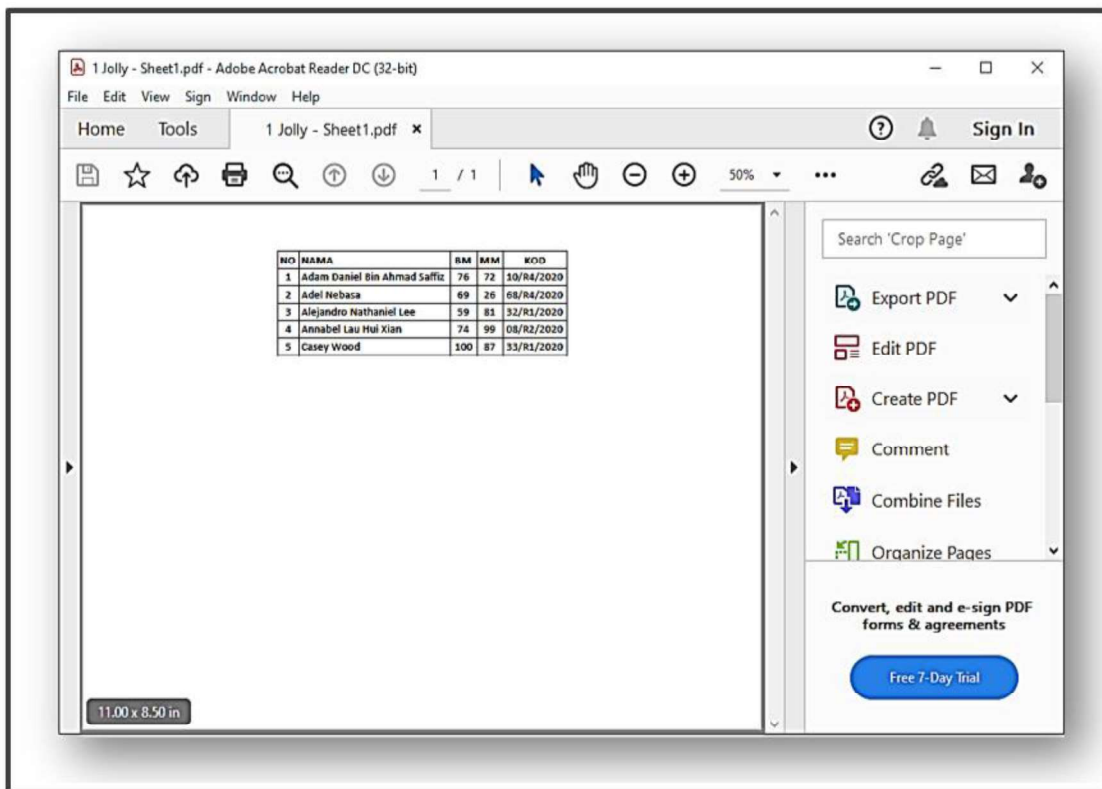 1 Jolly - Sheet1.pdf - Adobe Acrobat Reader DC (32-bit)
File Edit View Sign Window Help
Home Tools 1 Jolly - Sheet1.pdf × Sign In
1 / 1 50%
NO NAMA BM MM KOD
1 Adam Daniel Bin Ahmad Saffiz 76 72 10/R4/2020
2 Adel Nebasa 69 26 68/R4/2020
3 Alejandro Nathaniel Lee 59 81 32/R1/2020
4 Annabel Lau Hui Xian 74 99 08/R2/2020
5 Casey Wood 100 87 33/R1/2020
11.00 x 8.50 in
Search 'Crop Page'
Export PDF
Edit PDF
Create PDF
Comment
Combine Files
Organize Pages
Convert, edit and e-sign PDF
forms & agreements
Free 7-Day Trial